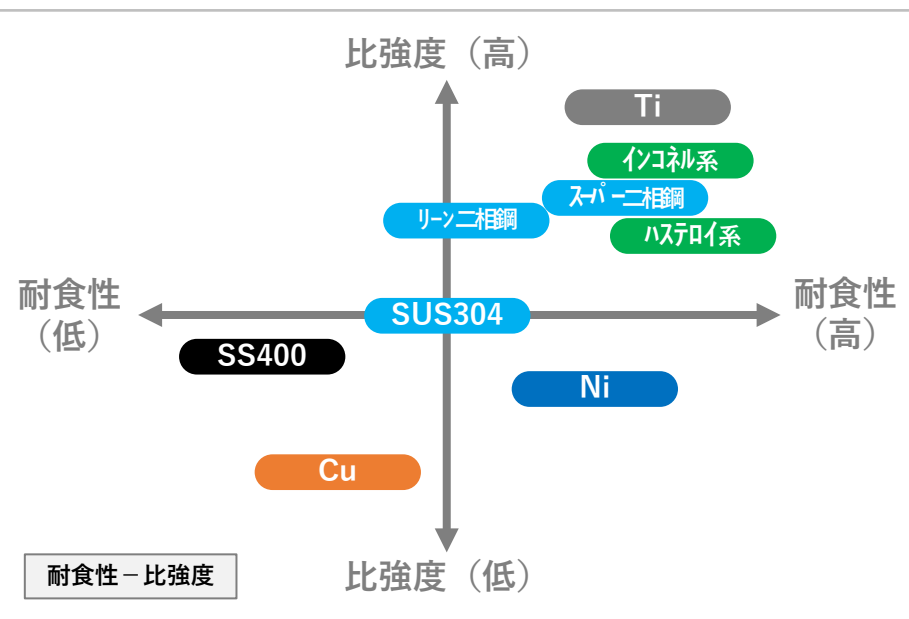 比強度（高）
Ti
インコネル系
スーパー二相鋼
リーン二相鋼
ハステロイ系
耐食性
（低）
SUS304
耐食性
（高）
SS400
Ni
Cu
耐食性－比強度
比強度（低）